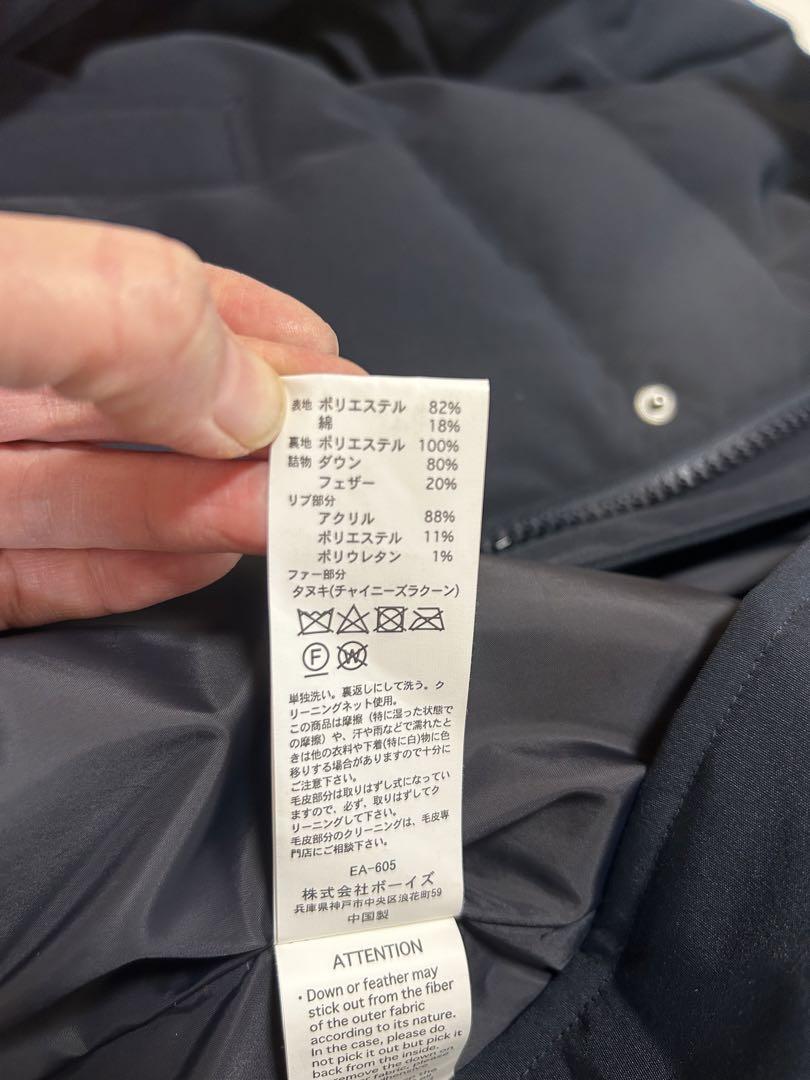 表地 ポリエステル 82%
綿 18%
裏地 ポリエステル 100%
詰物 ダウン 80%
フェザー 20%
リブ部分
アクリル 88%
ポリエステル 11%
ポリウレタン 1%
ファー部分
タヌキ(チャイニーズラクーン)
F W
単独洗い。裏返しにして洗う。ク
リーニングネット使用。
この商品は摩擦（特に湿った状態で
の摩擦）や、汗や雨などで濡れたと
きは他の衣料や下着(特に白)物に色
移りする場合がありますので十分に
ご注意下さい。
毛皮部分は取りはずし式になってい
ますので、必ず、取りはずしてク
リーニングして下さい。
毛皮部分のクリーニングは、毛皮専
門店にご相談下さい。
EA-605
株式会社ボーイズ
兵庫県神戸市中央区浪花町59
中国製
ATTENTION
・Down or feather may
stick out from the fiber
of the outer fabric
according to its nature.
In the case, please do
not pick it out but pick it
back from the inside.
remove the down on